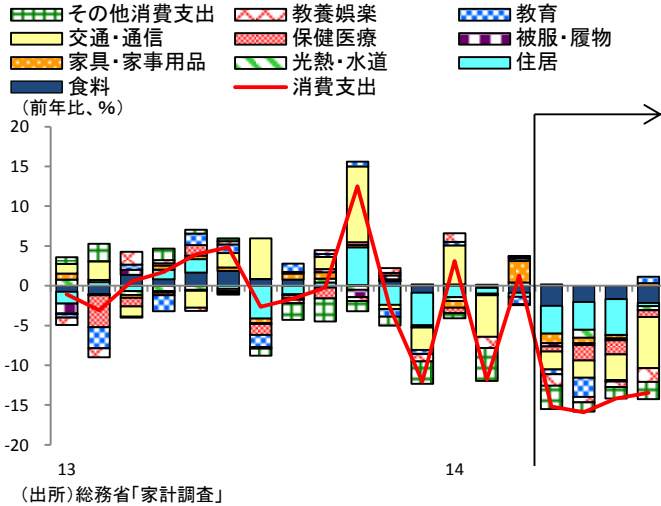 その他消費支出 教養娯楽 教育
交通・通信 保健医療 被服・履物
家具・家事用品 光熱・水道 住居
食料 消費支出
(前年比、%)
20
15
10
5
0
-5
-10
-15
-20
13 14
(出所)総務省「家計調査」